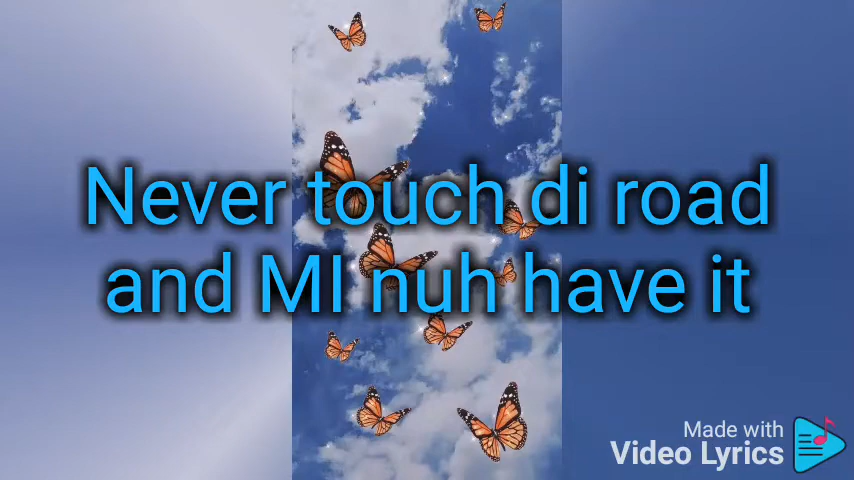 Never touch di road
and MI nuh have it
Made with
Video Lyrics